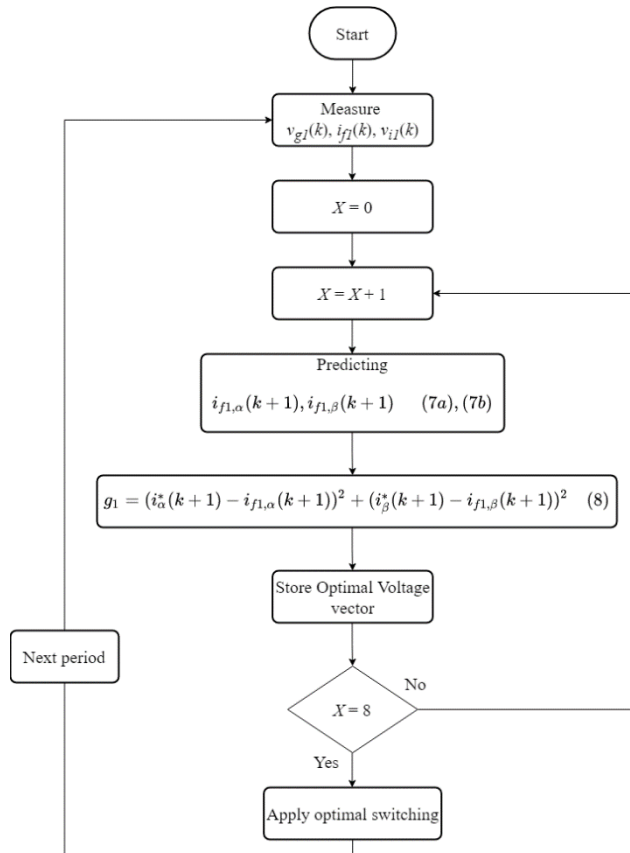 Start
Measure
v_{g1}(k), i_{f1}(k), v_{i1}(k)
X = 0
X = X + 1
Predicting
i_{f1,α}(k + 1), i_{f1,β}(k + 1) (7a), (7b)
g_1 = (i^*_α(k + 1) − i_{f1,α}(k + 1))^2 + (i^*_β(k + 1) − i_{f1,β}(k + 1))^2 (8)
Store Optimal Voltage
vector
Next period
X = 8
No
Yes
Apply optimal switching